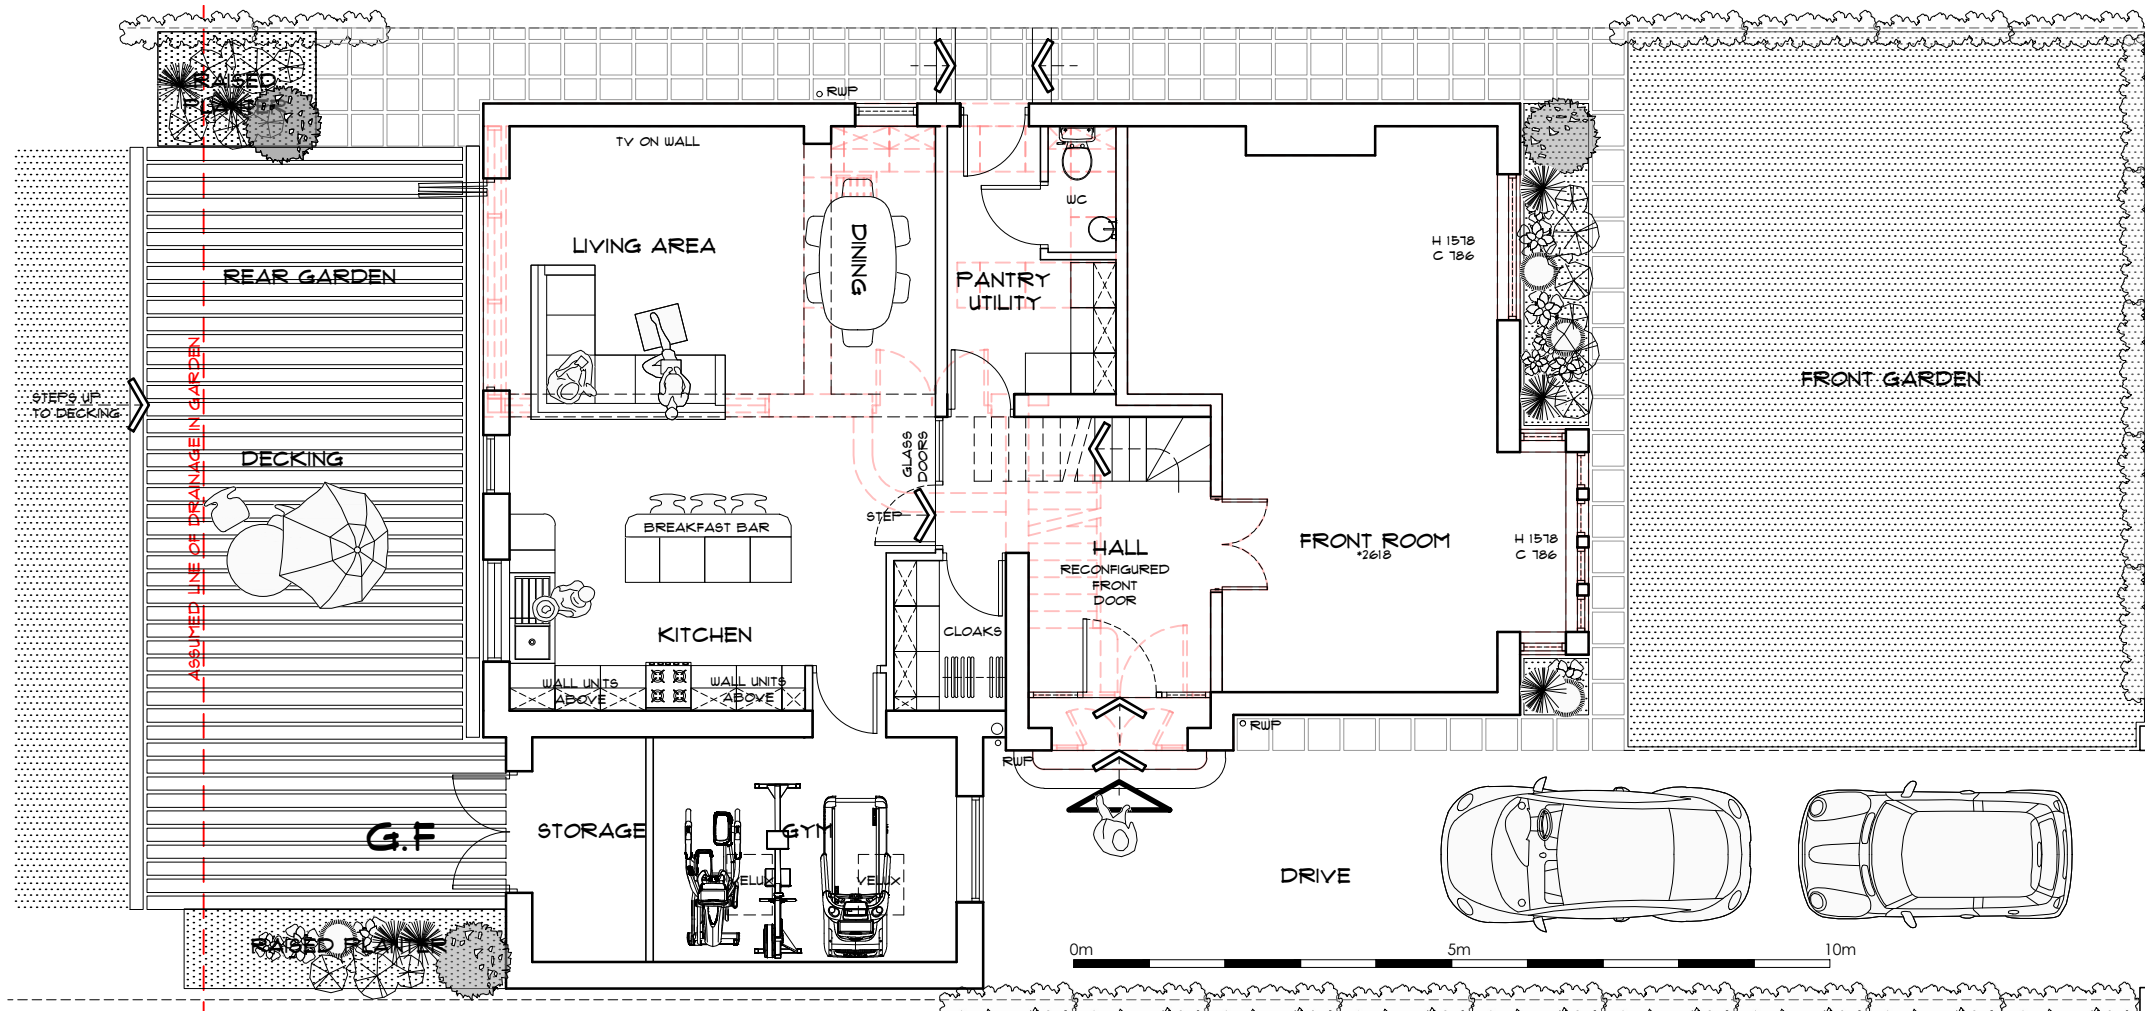 RAISED
RWP
TV ON WALL
WC
LIVING AREA
DINING
H 1578
C 786
REAR GARDEN
PANTRY
UTILITY
FRONT GARDEN
STEPS UP
TO DECKING
ASSUMED LINE OF DRAINAGE IN GARDEN
DECKING
GLASS
DOORS
STEP
BREAKFAST BAR
HALL
RECONFIGURED
FRONT
DOOR
FRONT ROOM
*2618
H 1578
C 786
KITCHEN
CLOAKS
WALL UNITS
ABOVE
WALL UNITS
ABOVE
RWP
RWP
G.F
STORAGE
GYM
VELUX
VELUX
DRIVE
RAISED PLANTER
0m
5m
10m